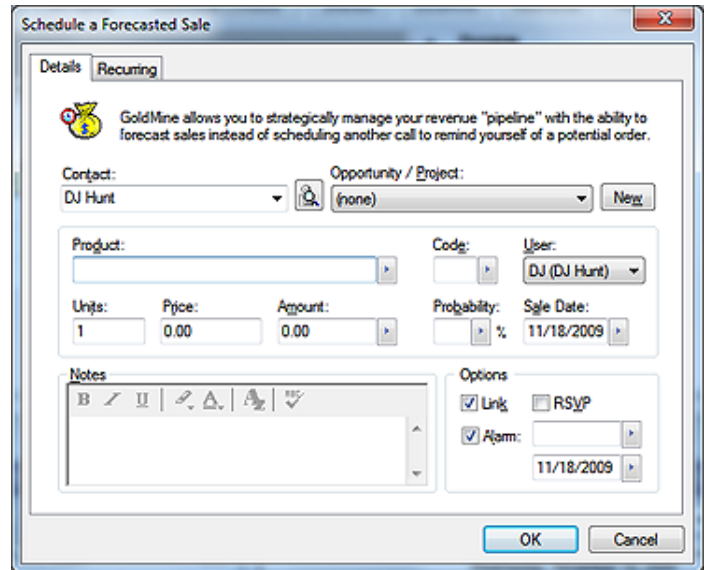 Schedule a Forecasted Sale
Details Recurring
GoldMine allows you to strategically manage your revenue "pipeline" with the ability to
forecast sales instead of scheduling another call to remind yourself of a potential order.
Contact: Opportunity / Project:
DJ Hunt (none) New
Product: Code: User:
DJ (DJ Hunt)
Units: Price: Amount: Probability: Sale Date:
1 0.00 0.00 % 11/18/2009
Notes Options
B I U A A Z ABC Link RSVP
Alarm:
11/18/2009
OK Cancel